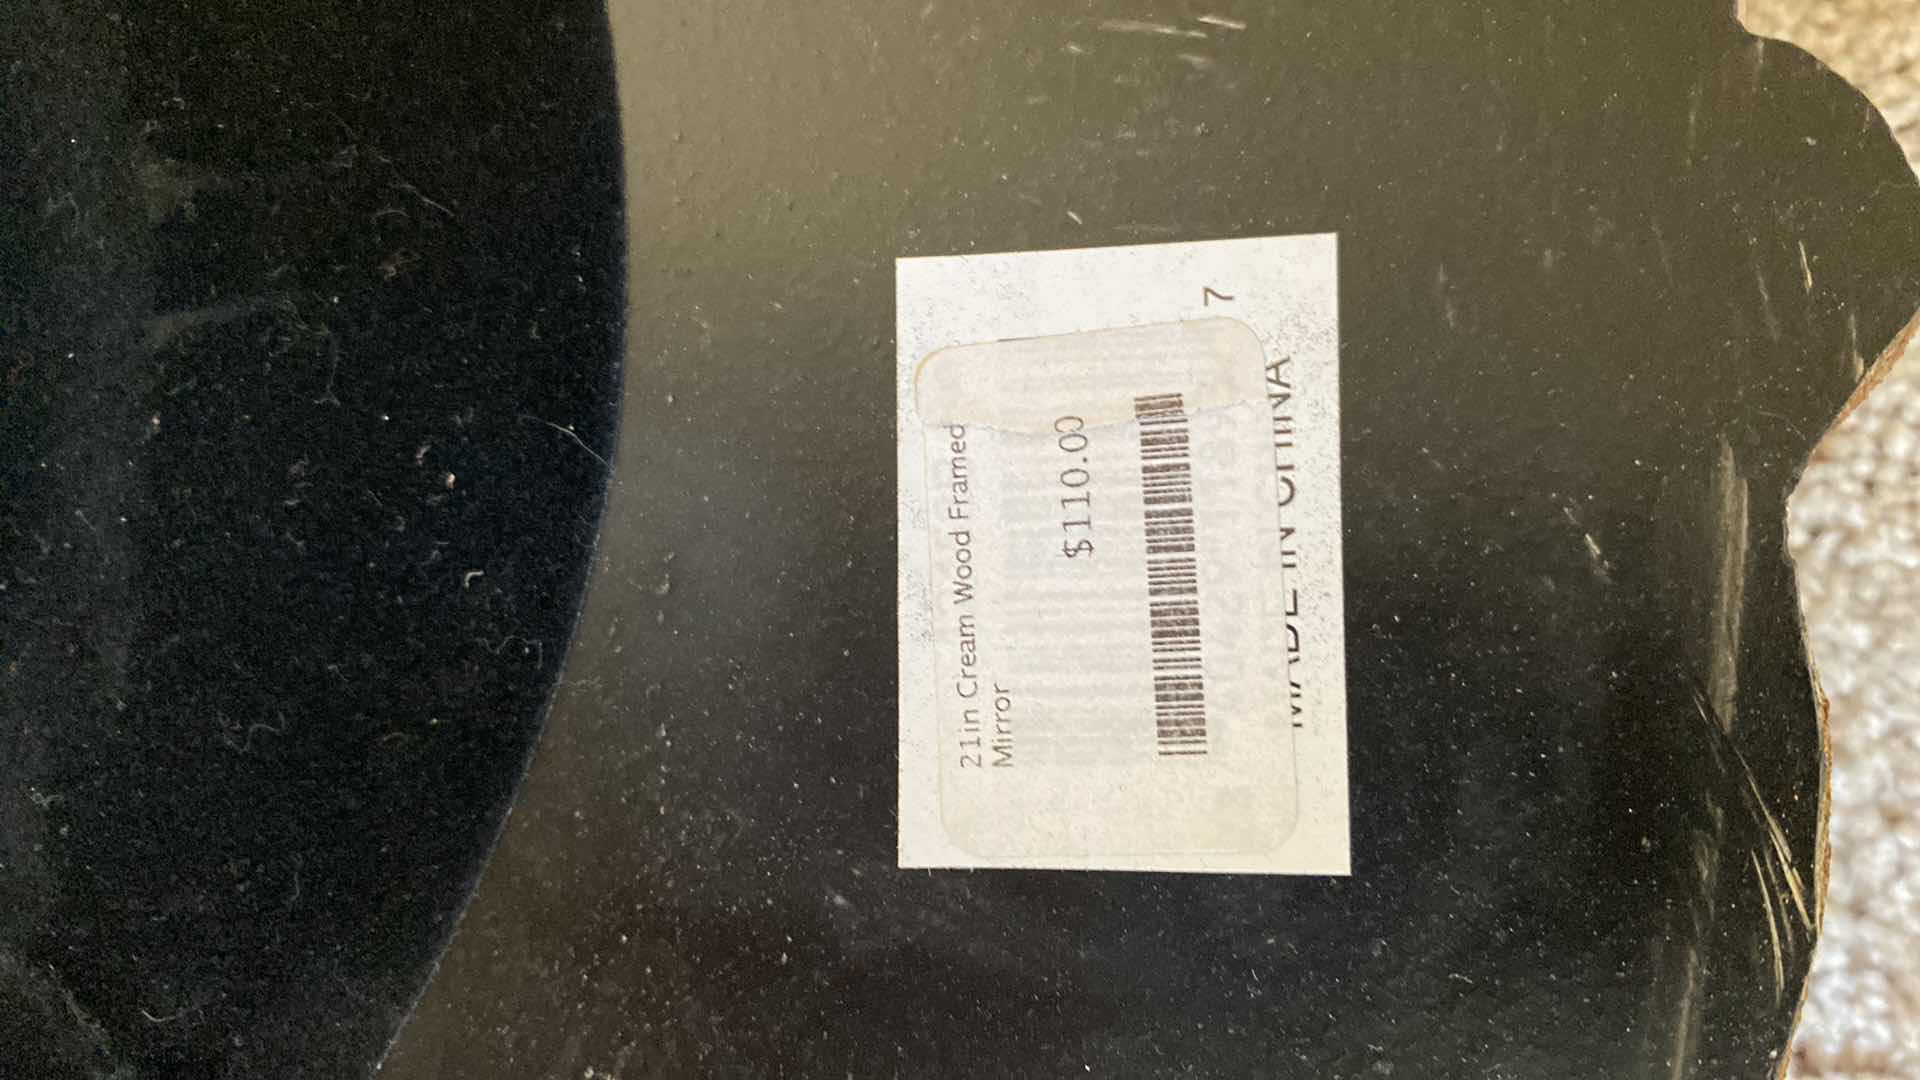 21in Cream Wood Framed
Mirror
$110.00
7
MADE IN CHINA